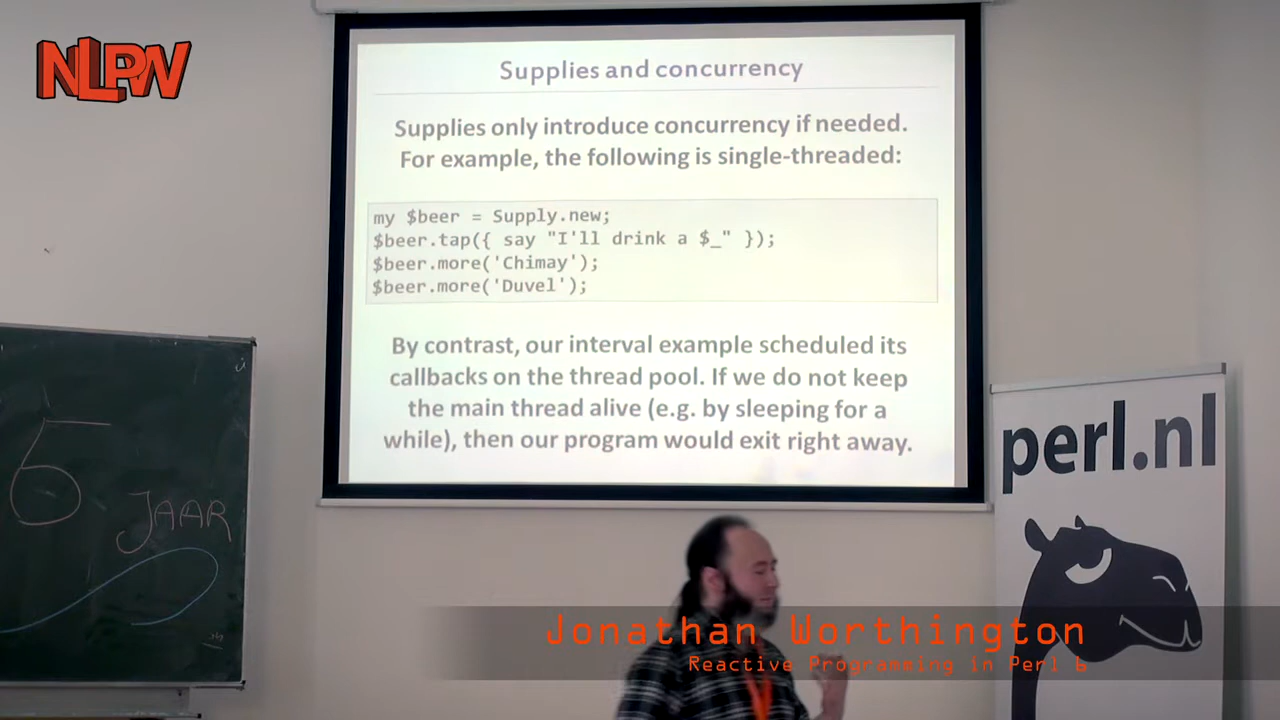 NLPW
Supplies and concurrency
Supplies only introduce concurrency if needed.
For example, the following is single-threaded:
my $beer = Supply.new;
$beer.tap({ say "I'll drink a $_" });
$beer.more('Chimay');
$beer.more('Duvel');
By contrast, our interval example scheduled its
callbacks on the thread pool. If we do not keep
the main thread alive (e.g. by sleeping for a
while), then our program would exit right away.
5
JAAR
perl.nl
Jonathan Worthington
Reactive Programming in Perl 6